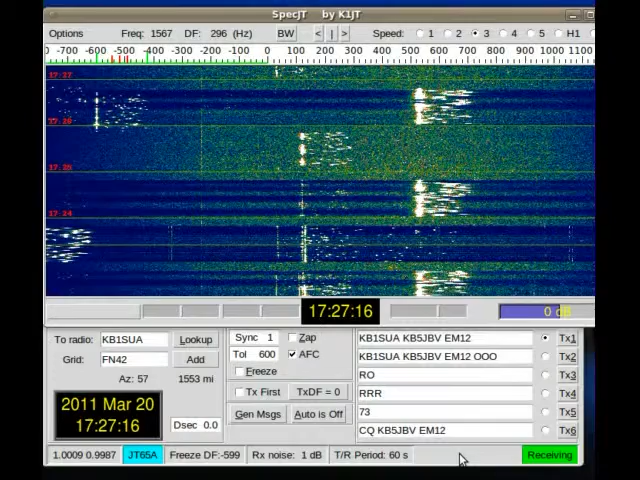 SpecJT by K1JT
Options Freq: 1567 DF: 296 (Hz) BW < | > Speed: 1 2 3 4 5 H1
-700 -600 -500 -400 -300 -200 -100 0 100 200 300 400 500 600 700 800 900 1000 1100
17:27
17:26
17:25
17:24
17:27:16 0 dB
To radio: KB1SUA Lookup Sync 1 Zap KB1SUA KB5JBV EM12 Tx1
Grid: FN42 Add Tol 600 AFC KB1SUA KB5JBV EM12 OOO Tx2
Az: 57 1553 mi Freeze RO Tx3
2011 Mar 20 Tx First TxDF = 0 RRR Tx4
17:27:16 Dsec 0.0 Gen Msgs Auto is Off 73 Tx5
CQ KB5JBV EM12 Tx6
1.0009 0.9987 JT65A Freeze DF:-599 Rx noise: 1 dB T/R Period: 60 s Receiving